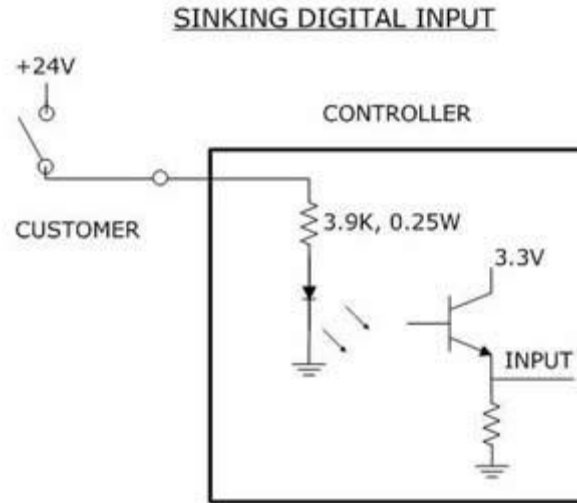 SINKING DIGITAL INPUT
+24V
CONTROLLER
CUSTOMER
3.9K, 0.25W
3.3V
INPUT